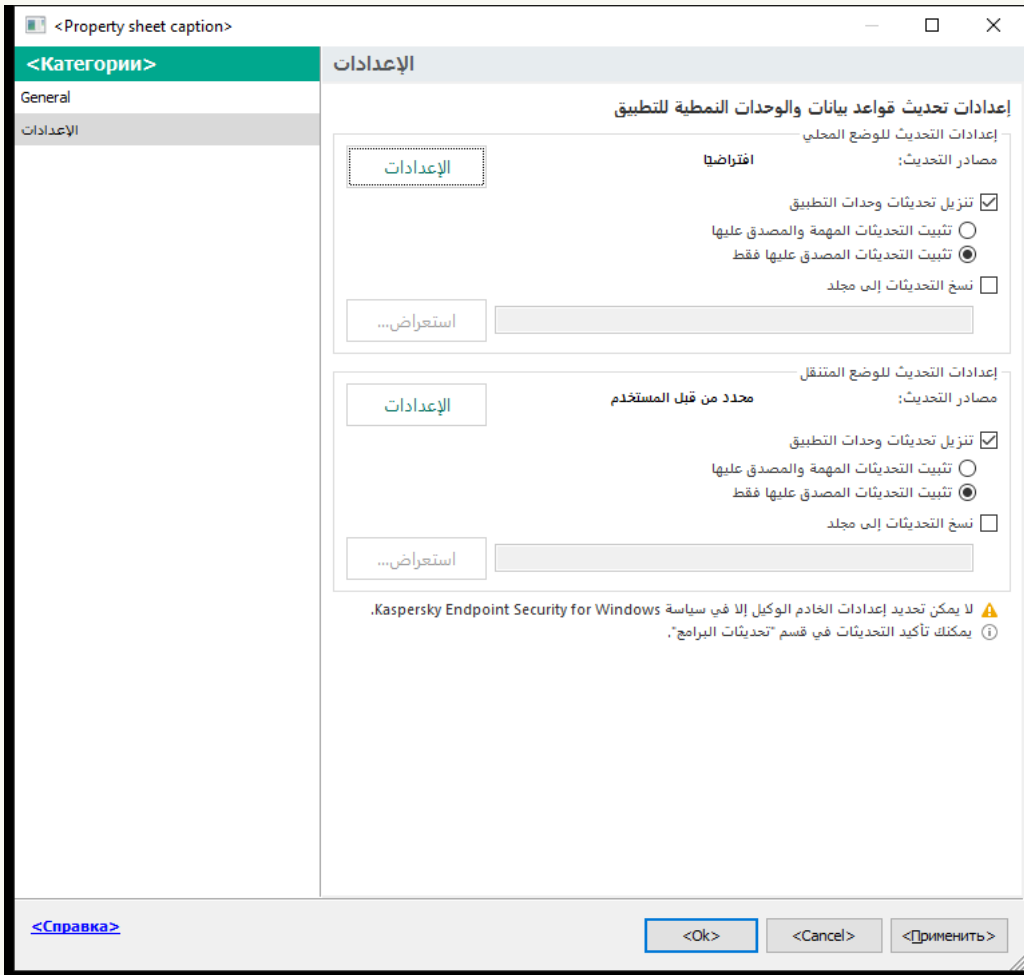 <Property sheet caption>
<Категории>
General
الإعدادات
الإعدادات
إعدادات تحديث قواعد بيانات والوحدات النمطية للتطبيق
إعدادات التحديث للوضع المحلي
مصادر التحديث: افتراضيًا الإعدادات
تنزيل تحديثات وحدات التطبيق
تثبيت التحديثات المهمة والمصدق عليها
تثبيت التحديثات المصدق عليها فقط
نسخ التحديثات إلى مجلد
استعراض...
إعدادات التحديث للوضع المتنقل
مصادر التحديث: محدد من قبل المستخدم الإعدادات
تنزيل تحديثات وحدات التطبيق
تثبيت التحديثات المهمة والمصدق عليها
تثبيت التحديثات المصدق عليها فقط
نسخ التحديثات إلى مجلد
استعراض...
لا يمكن تحديد إعدادات الخادم الوكيل إلا في سياسة Kaspersky Endpoint Security for Windows.
يمكنك تأكيد التحديثات في قسم "تحديثات البرامج".
<Справка>
<Ok> <Cancel> <Применить>